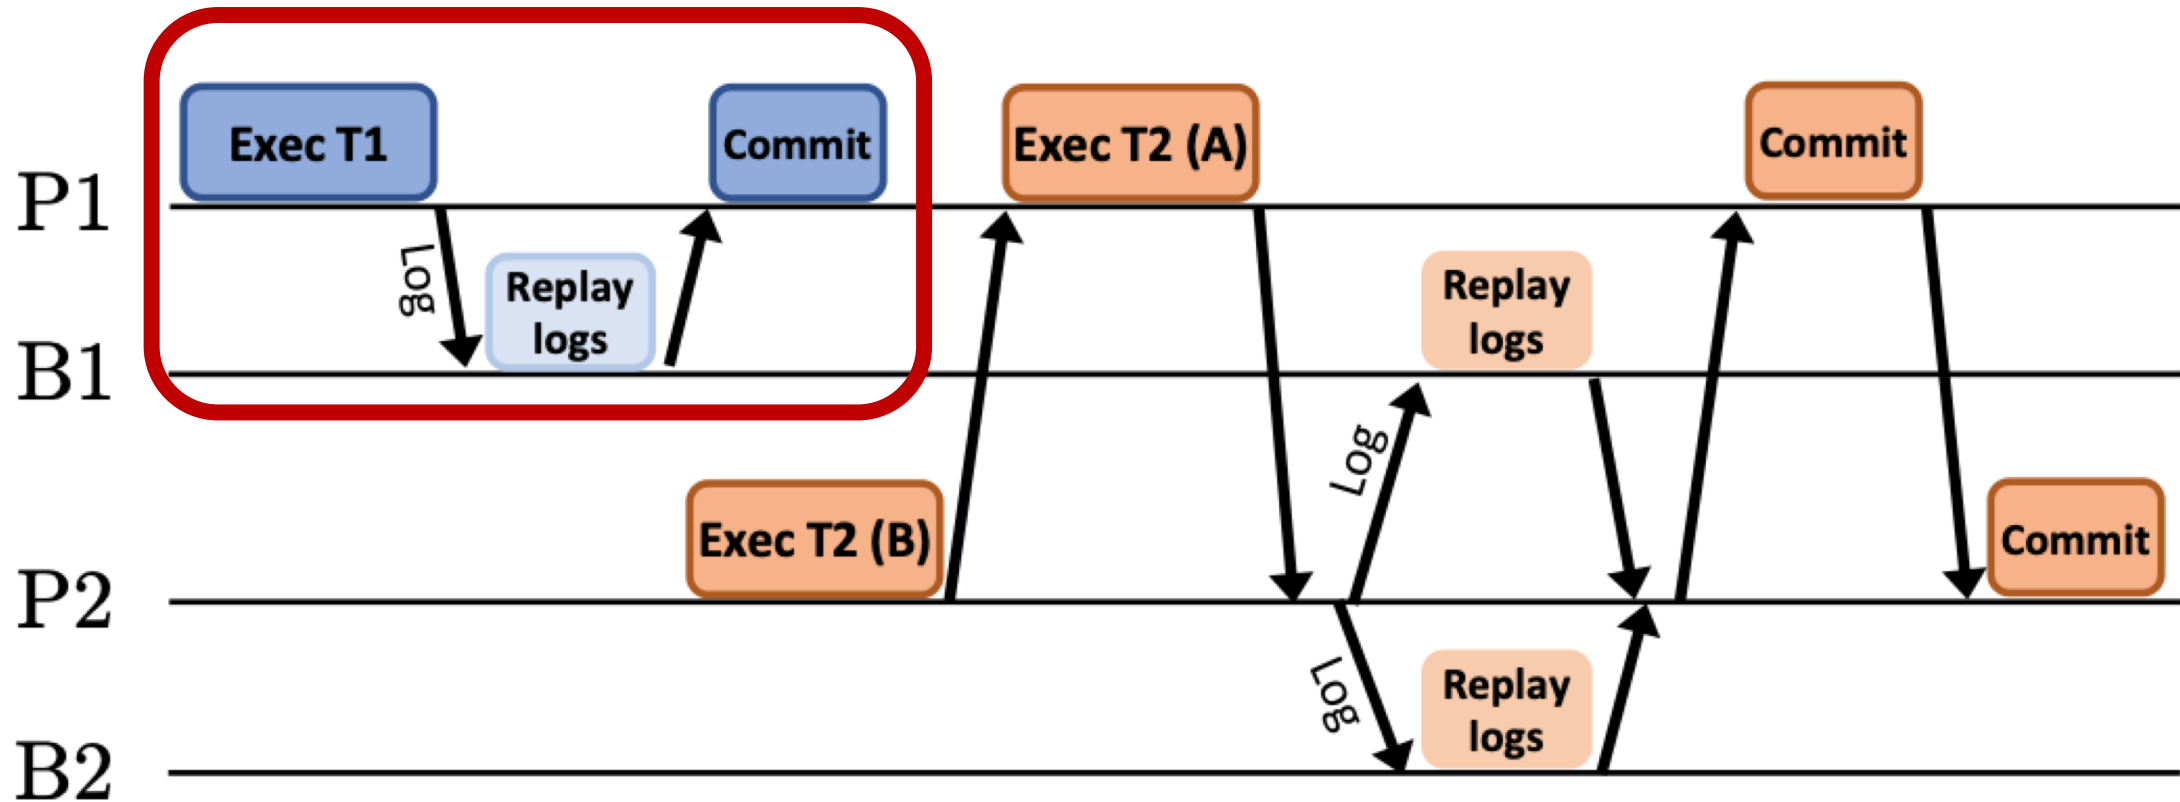 Exec T1
Commit
Exec T2 (A)
Commit
P1
Log
Replay
logs
Replay
logs
B1
Log
Exec T2 (B)
Commit
P2
Log
Replay
logs
B2